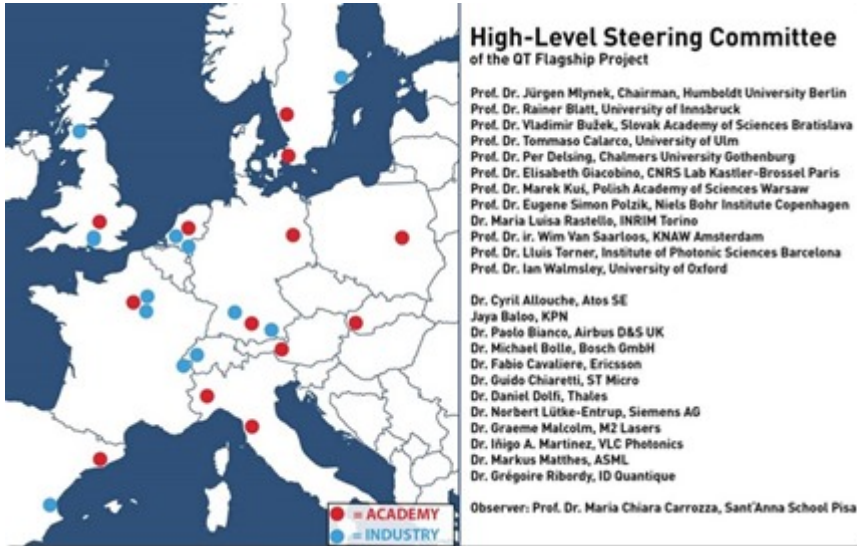 High-Level Steering Committee
of the QT Flagship Project
Prof. Dr. Jürgen Mlynek, Chairman, Humboldt University Berlin
Prof. Dr. Rainer Blatt, University of Innsbruck
Prof. Dr. Vladimir Bužek, Slovak Academy of Sciences Bratislava
Prof. Dr. Tommaso Calarco, University of Ulm
Prof. Dr. Per Delsing, Chalmers University Gothenburg
Prof. Dr. Elisabeth Giacobino, CNRS Lab Kastler-Brossel Paris
Prof. Dr. Marek Kuś, Polish Academy of Sciences Warsaw
Prof. Dr. Eugene Simon Polzik, Niels Bohr Institute Copenhagen
Dr. Maria Luisa Rastello, INRIM Torino
Prof. Dr. ir. Wim Van Saarloos, KNAW Amsterdam
Prof. Dr. Lluis Torner, Institute of Photonic Sciences Barcelona
Prof. Dr. Ian Walmsley, University of Oxford
Dr. Cyril Allouche, Atos SE
Jaya Baloo, KPN
Dr. Paolo Bianco, Airbus D&S UK
Dr. Michael Bolle, Bosch GmbH
Dr. Fabio Cavaliere, Ericsson
Dr. Guido Chiaretti, ST Micro
Dr. Daniel Dolfi, Thales
Dr. Norbert Lütke-Entrup, Siemens AG
Dr. Graeme Malcolm, M2 Lasers
Dr. Iñigo A. Martinez, VLC Photonics
Dr. Markus Matthes, ASML
Dr. Grégoire Ribordy, ID Quantique
Observer: Prof. Dr. Maria Chiara Carrozza, Sant'Anna School Pisa
= ACADEMY
= INDUSTRY